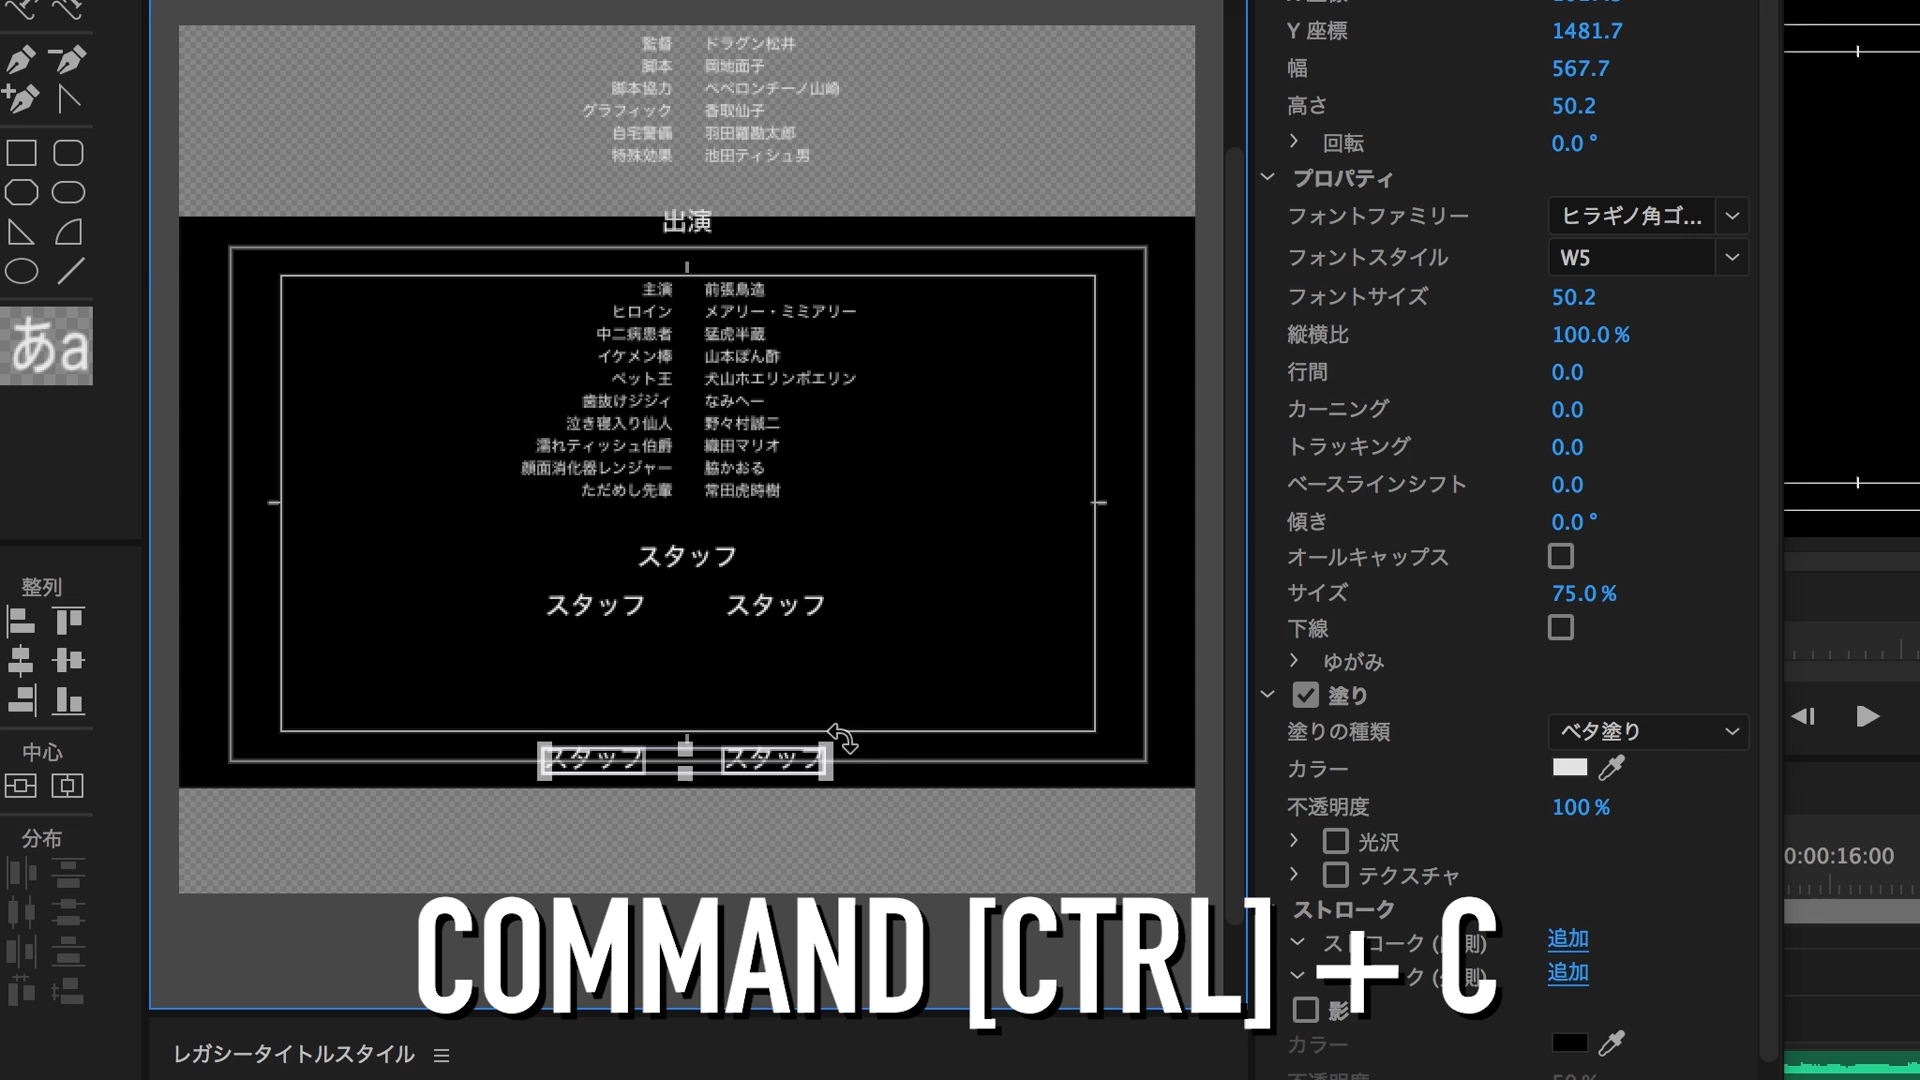 監督 ドラグン松井
脚本 岡地面子
脚本協力 ペペロンチーノ山崎
グラフィック 香取仙子
自宅警備 羽田羅勘太郎
特殊効果 池田ティシュ男
出演
主演 前張鳥造
ヒロイン メアリー・ミミアリー
中二病患者 猛虎半蔵
イケメン棒 山本ぽん酢
ペット王 犬山ホエリンポエリン
歯抜けジジィ なみへー
泣き寝入り仙人 野々村誠二
濡れティッシュ伯爵 織田マリオ
顔面消化器レンジャー 脇かおる
ただめし先輩 常田虎時樹
スタッフ
スタッフ スタッフ
スタッフ スタッフ
あa
整列
中心
分布
Y 座標 1481.7
幅 567.7
高さ 50.2
回転 0.0 °
プロパティ
フォントファミリー ヒラギノ角ゴ...
フォントスタイル W5
フォントサイズ 50.2
縦横比 100.0 %
行間 0.0
カーニング 0.0
トラッキング 0.0
ベースラインシフト 0.0
傾き 0.0 °
オールキャップス
サイズ 75.0 %
下線
ゆがみ
塗り
塗りの種類 ベタ塗り
カラー
不透明度 100 %
光沢
テクスチャ
ストローク
追加
追加
影
カラー
0:00:16:00
COMMAND [CTRL] + C
レガシータイトルスタイル